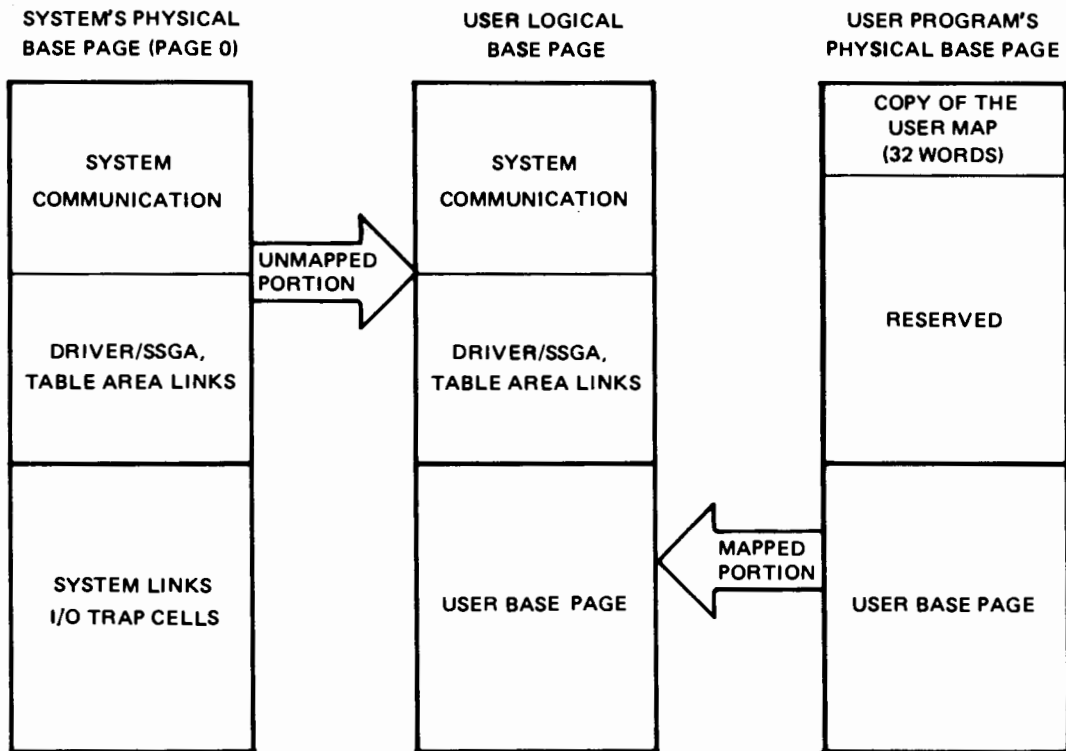 SYSTEM'S PHYSICAL
BASE PAGE (PAGE 0)
SYSTEM
COMMUNICATION
DRIVER/SSGA,
TABLE AREA LINKS
SYSTEM LINKS
I/O TRAP CELLS
UNMAPPED
PORTION
USER LOGICAL
BASE PAGE
SYSTEM
COMMUNICATION
DRIVER/SSGA,
TABLE AREA LINKS
USER BASE PAGE
MAPPED
PORTION
USER PROGRAM'S
PHYSICAL BASE PAGE
COPY OF THE
USER MAP
(32 WORDS)
RESERVED
USER BASE PAGE